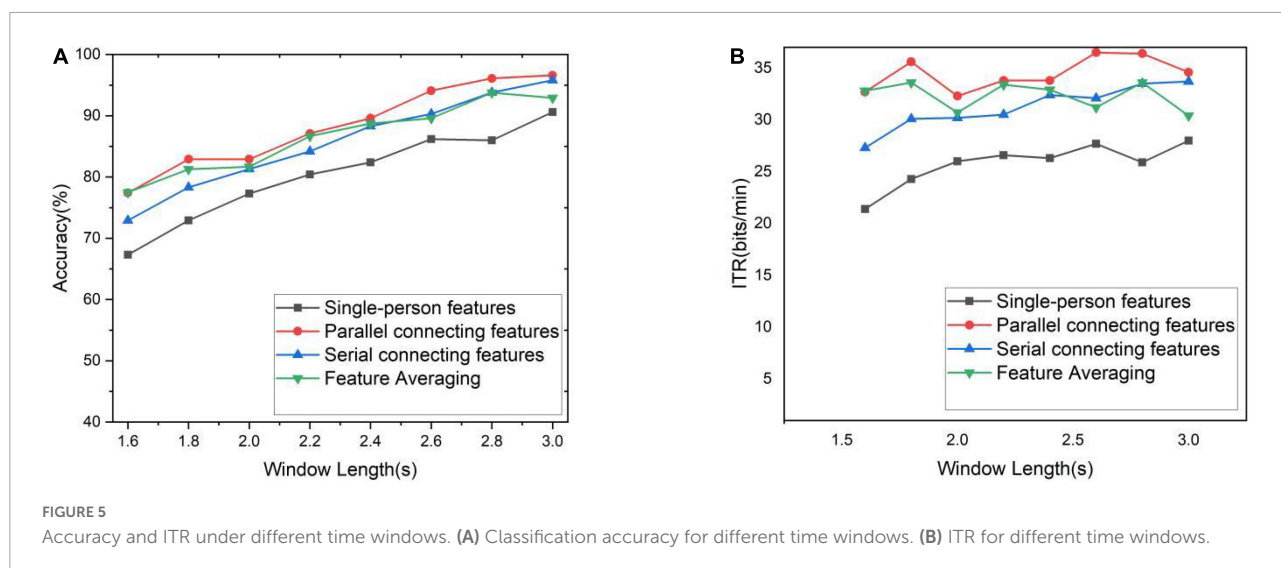 A
100
90
80
70
60
50
40
Accuracy(%)
Single-person features
Parallel connecting features
Serial connecting features
Feature Averaging
1.6 1.8 2.0 2.2 2.4 2.6 2.8 3.0
Window Length(s)
B
35
30
25
20
15
10
5
ITR(bits/min)
Single-person features
Parallel connecting features
Serial connecting features
Feature Averaging
1.5 2.0 2.5 3.0
Window Length(s)
FIGURE 5
Accuracy and ITR under different time windows. (A) Classification accuracy for different time windows. (B) ITR for different time windows.